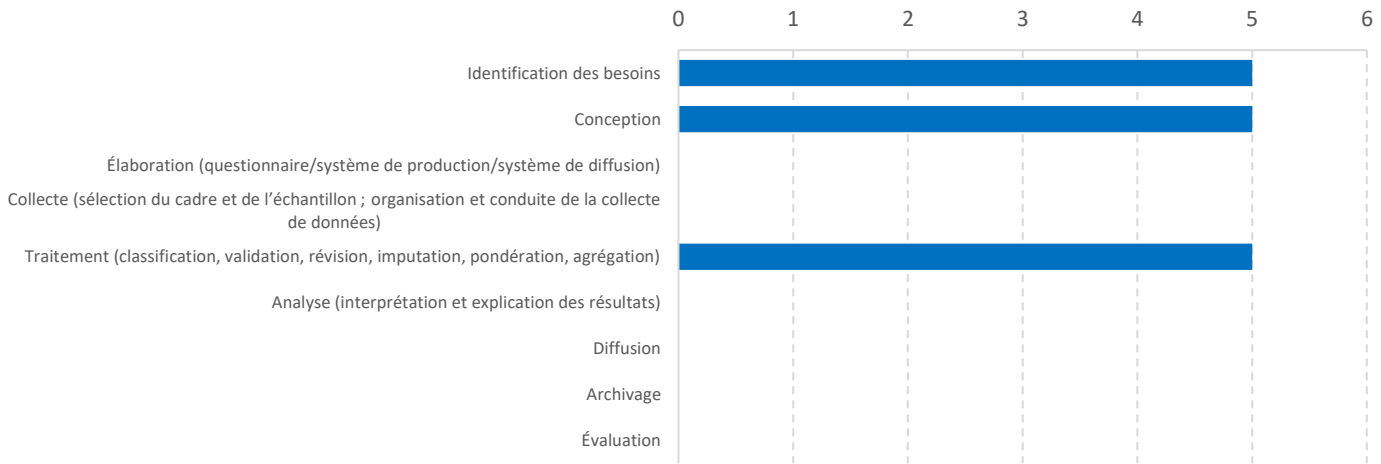 0 1 2 3 4 5 6
Identification des besoins
Conception
Élaboration (questionnaire/système de production/système de diffusion)
Collecte (sélection du cadre et de l’échantillon ; organisation et conduite de la collecte
de données)
Traitement (classification, validation, révision, imputation, pondération, agrégation)
Analyse (interprétation et explication des résultats)
Diffusion
Archivage
Évaluation